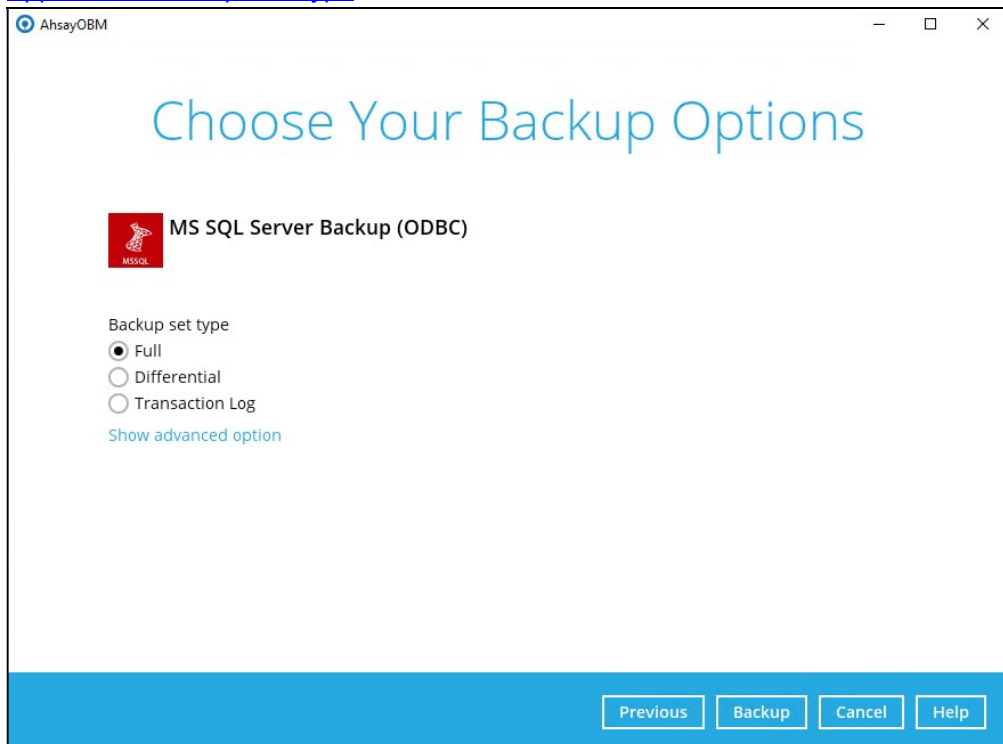 AhsayOBM
Choose Your Backup Options
MS SQL Server Backup (ODBC)
MSSQL
Backup set type
Full
Differential
Transaction Log
Show advanced option
Previous Backup Cancel Help